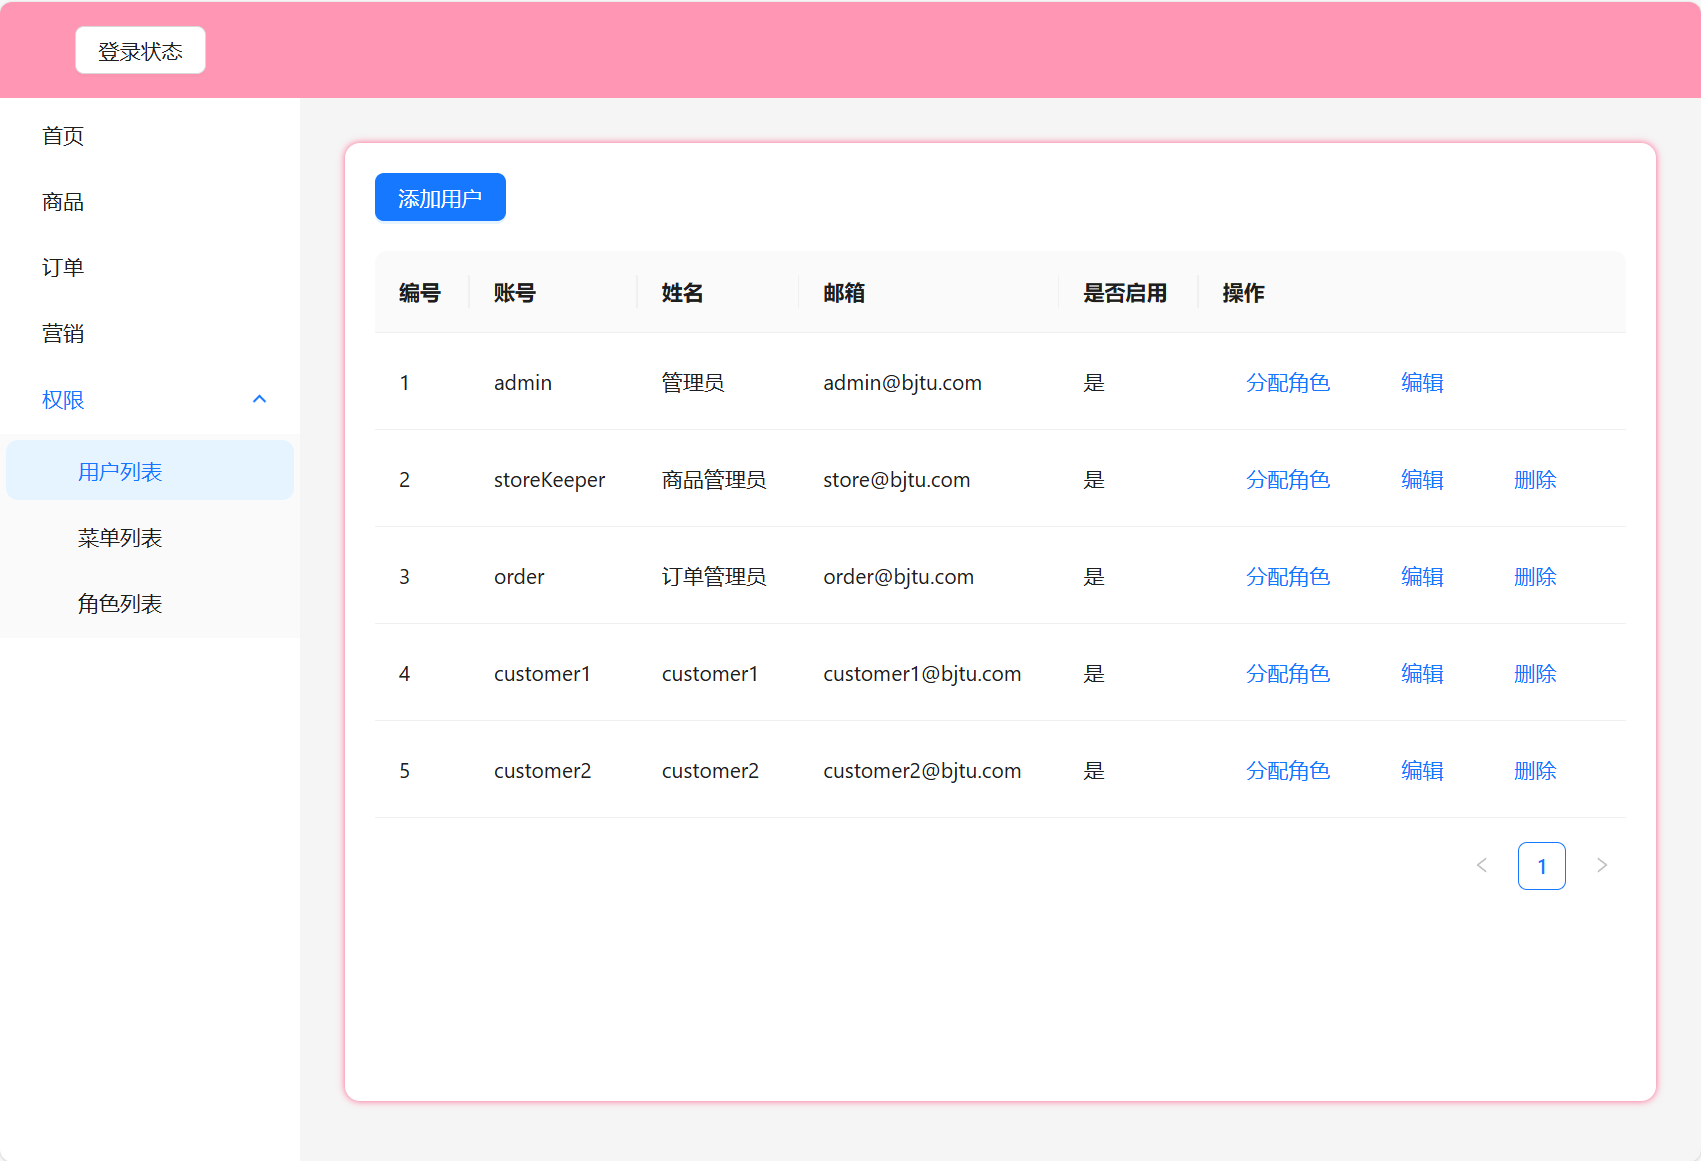 登录状态
首页
商品
订单
营销
权限
用户列表
菜单列表
角色列表
添加用户
编号 账号 姓名 邮箱 是否启用 操作
1 admin 管理员 admin@bjtu.com 是 分配角色 编辑
2 storeKeeper 商品管理员 store@bjtu.com 是 分配角色 编辑 删除
3 order 订单管理员 order@bjtu.com 是 分配角色 编辑 删除
4 customer1 customer1 customer1@bjtu.com 是 分配角色 编辑 删除
5 customer2 customer2 customer2@bjtu.com 是 分配角色 编辑 删除
1